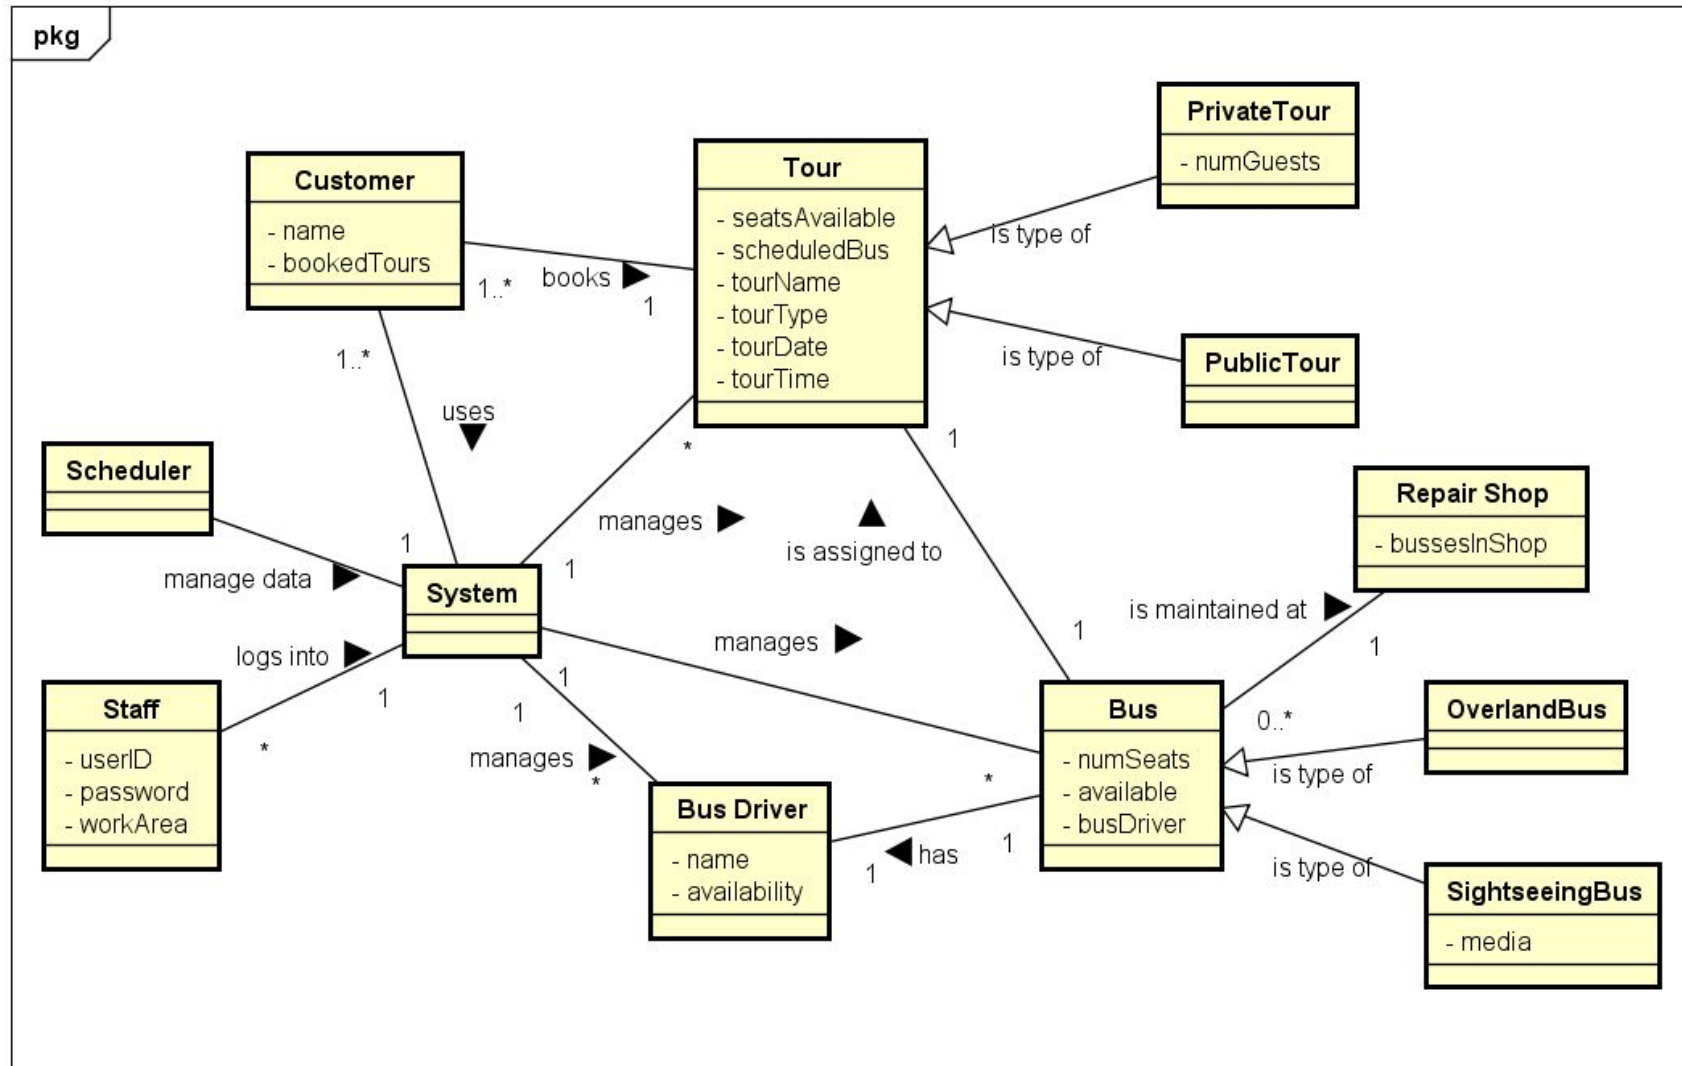 pkg
PrivateTour
- numGuests
Tour
- seatsAvailable
- scheduledBus
- tourName
- tourType
- tourDate
- tourTime
Customer
- name
- bookedTours
is type of
1..*
books
1
is type of
PublicTour
1..*
uses
*
1
Scheduler
Repair Shop
- bussesInShop
manages
is assigned to
1
1
manage data
System
is maintained at
1
1
manages
logs into
1
1
1
Staff
- userID
- password
- workArea
*
manages
*
Bus
- numSeats
- available
- busDriver
0..*
OverlandBus
is type of
*
Bus Driver
- name
- availability
1
has
1
is type of
SightseeingBus
- media